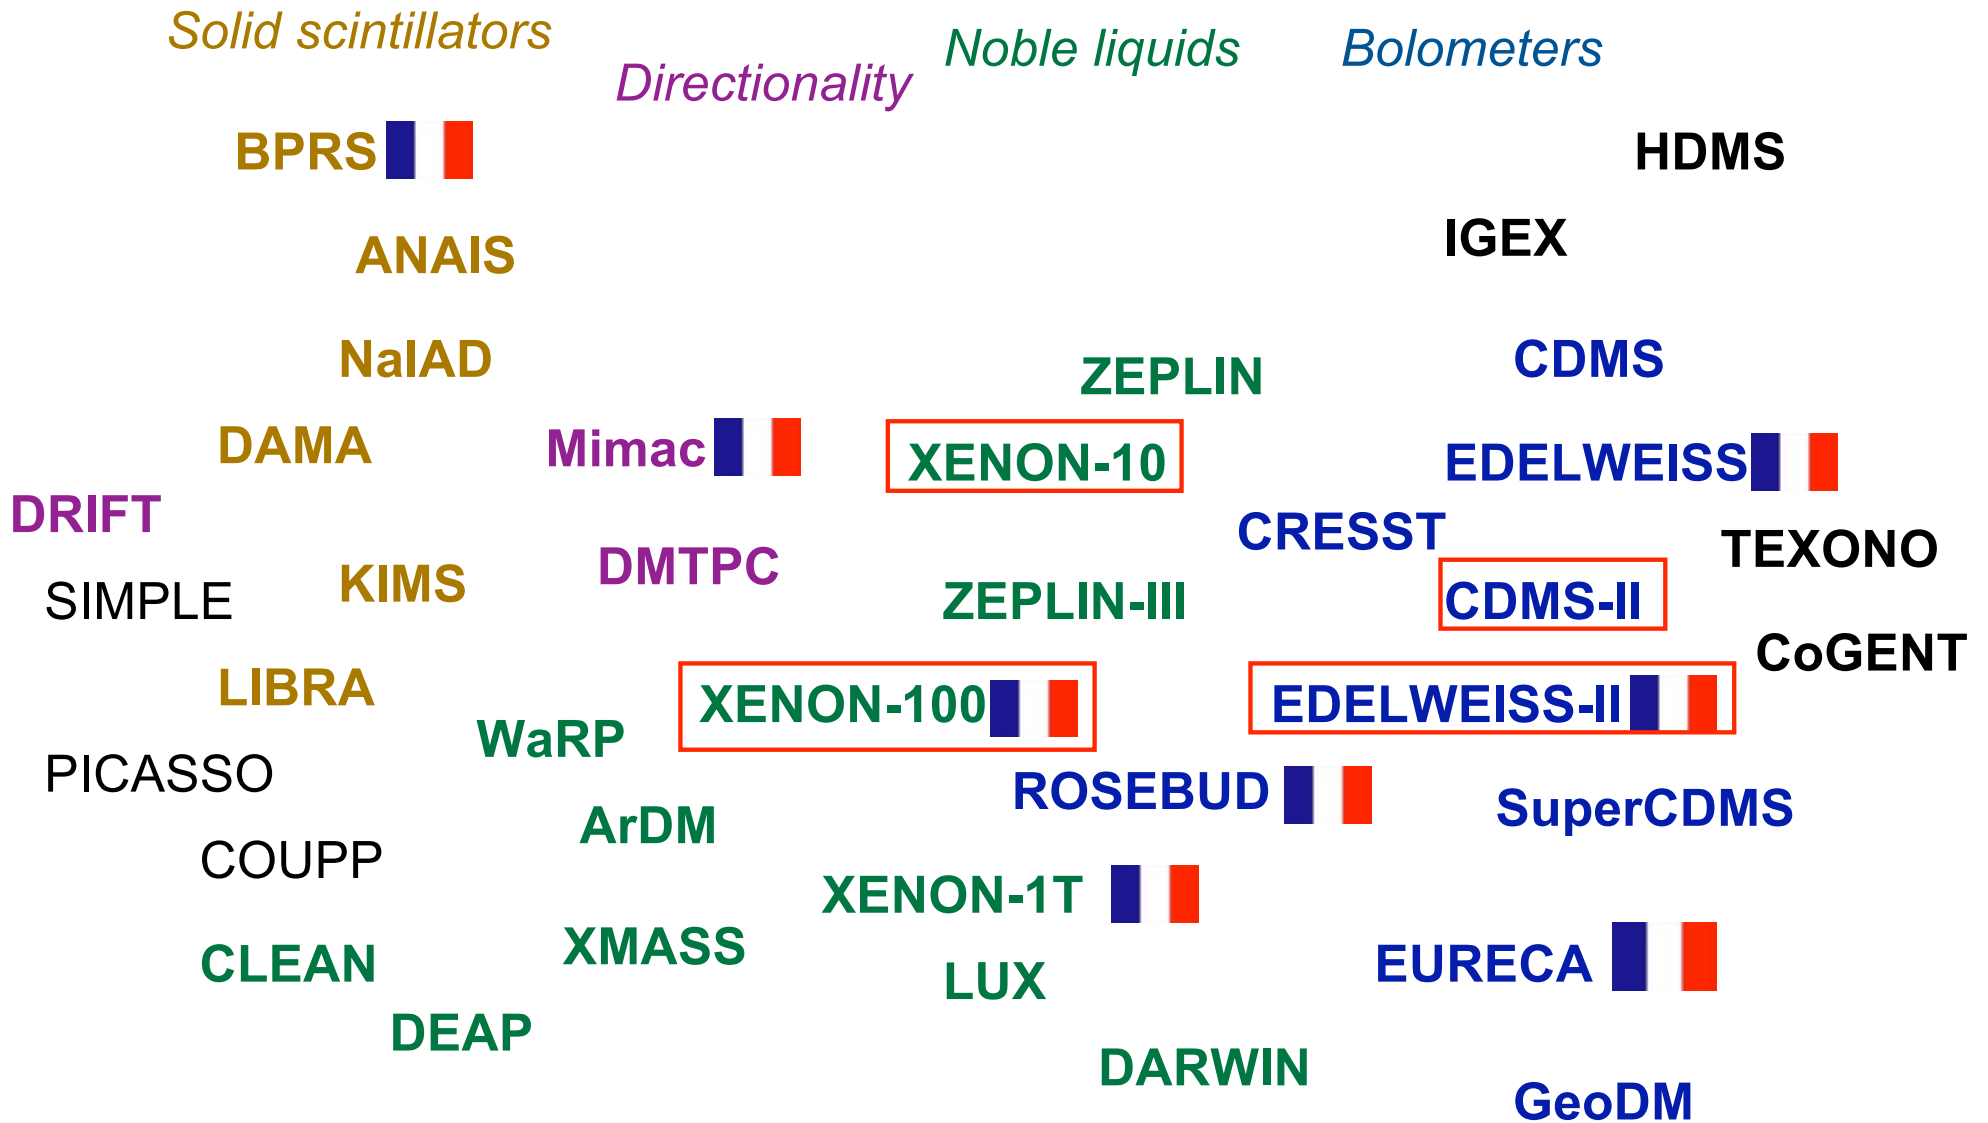 Solid scintillators
Directionality
Noble liquids
Bolometers
BPRS
HDMS
ANAIS
IGEX
NaIAD
ZEPLIN
CDMS
DAMA
Mimac
XENON-10
EDELWEISS
DRIFT
CRESST
TEXONO
SIMPLE
KIMS
DMTPC
ZEPLIN-III
CDMS-II
CoGENT
LIBRA
XENON-100
EDELWEISS-II
WaRP
PICASSO
ROSEBUD
SuperCDMS
ArDM
COUPP
XENON-1T
CLEAN
XMASS
LUX
EURECA
DEAP
DARWIN
GeoDM